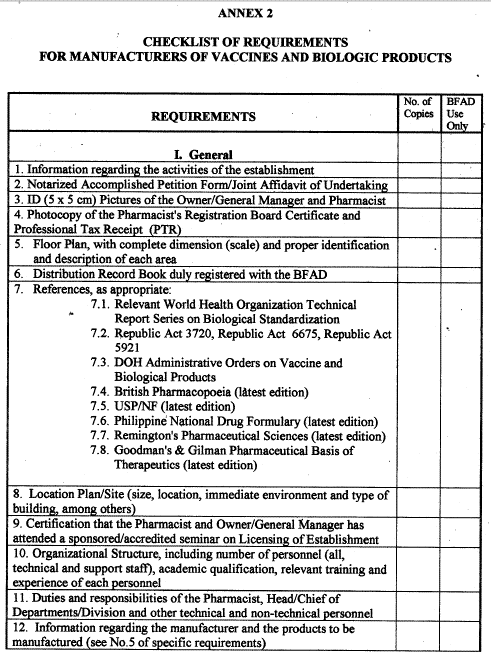 ANNEX 2
CHECKLIST OF REQUIREMENTS
FOR MANUFACTURERS OF VACCINES AND BIOLOGIC PRODUCTS
REQUIREMENTS
No. of
Copies
BFAD
Use
Only
I. General
1. Information regarding the activities of the establishment
2. Notarized Accomplished Petition Form/Joint Affidavit of Undertaking
3. ID (5 x 5 cm) Pictures of the Owner/General Manager and Pharmacist
4. Photocopy of the Pharmacist's Registration Board Certificate and
Professional Tax Receipt (PTR)
5. Floor Plan, with complete dimension (scale) and proper identification
and description of each area
6. Distribution Record Book duly registered with the BFAD
7. References, as appropriate:
7.1. Relevant World Health Organization Technical
Report Series on Biological Standardization
7.2. Republic Act 3720, Republic Act 6675, Republic Act
5921
7.3. DOH Administrative Orders on Vaccine and
Biological Products
7.4. British Pharmacopoeia (latest edition)
7.5. USP/NF (latest edition)
7.6. Philippine National Drug Formulary (latest edition)
7.7. Remington's Pharmaceutical Sciences (latest edition)
7.8. Goodman's & Gilman Pharmaceutical Basis of
Therapeutics (latest edition)
8. Location Plan/Site (size, location, immediate environment and type of
building, among others)
9. Certification that the Pharmacist and Owner/General Manager has
attended a sponsored/accredited seminar on Licensing of Establishment
10. Organizational Structure, including number of personnel (all,
technical and support staff), academic qualification, relevant training and
experience of each personnel
11. Duties and responsibilities of the Pharmacist, Head/Chief of
Departments/Division and other technical and non-technical personnel
12. Information regarding the manufacturer and the products to be
manufactured (see No.5 of specific requirements)